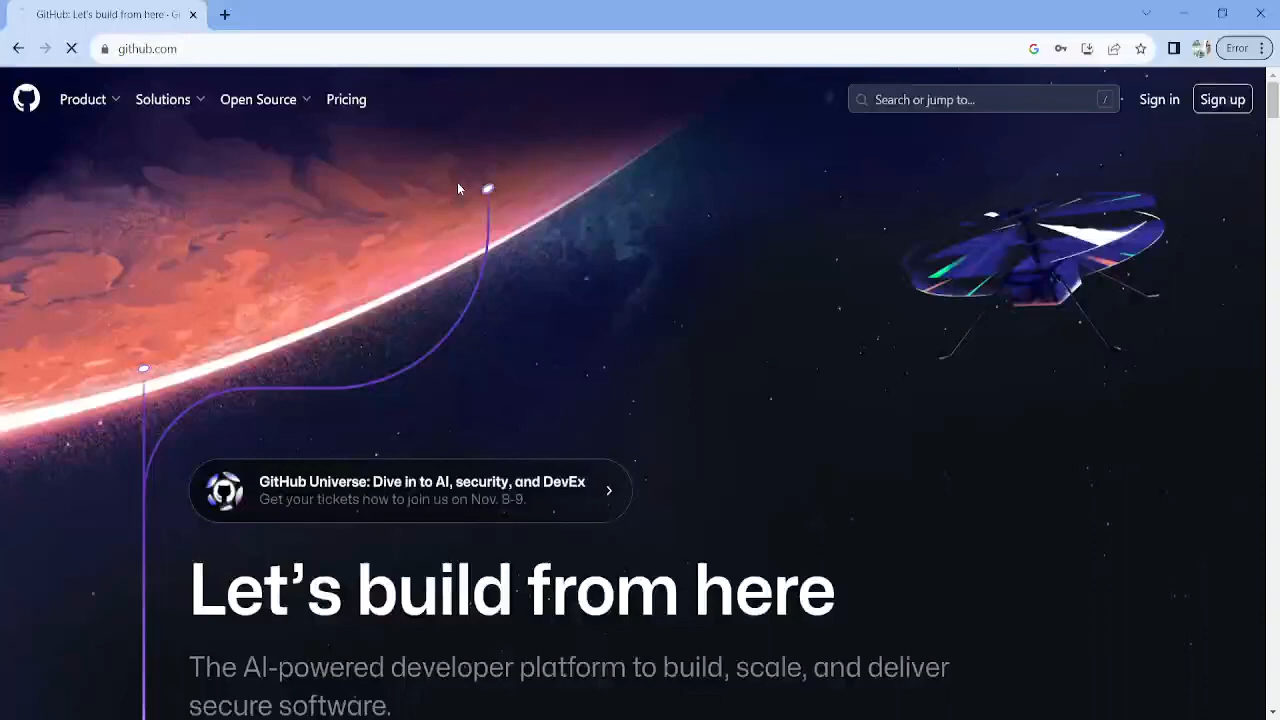 GitHub: Let's build from here · G
github.com
Error
Product
Solutions
Open Source
Pricing
Search or jump to...
/
Sign in
Sign up
GitHub Universe: Dive in to AI, security, and DevEx
Get your tickets now to join us on Nov. 8-9.
Let's build from here
The AI-powered developer platform to build, scale, and deliver
secure software.